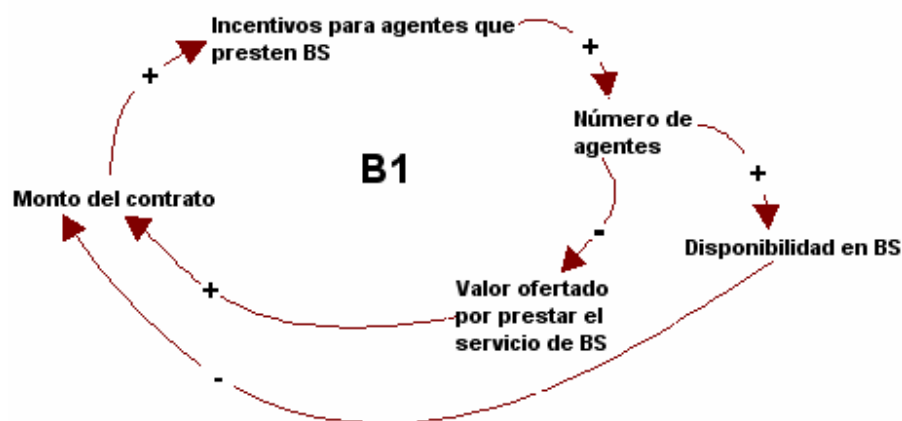 Incentivos para agentes que
presten BS
+
+
Número de
agentes
B1
+
Monto del contrato
-
Disponibilidad en BS
+
Valor ofertado
por prestar el
servicio de BS
-